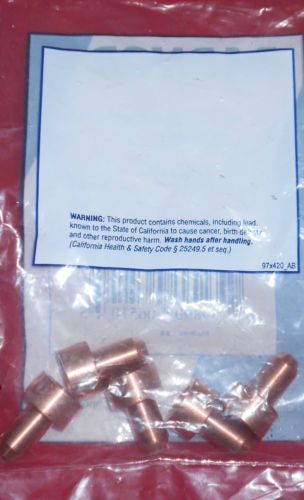 WARNING: This product contains chemicals, including lead,
known to the State of California to cause cancer, birth defects
and other reproductive harm. Wash hands after handling.
(California Health & Safety Code § 25249.5 et seq.)
97x420_AB